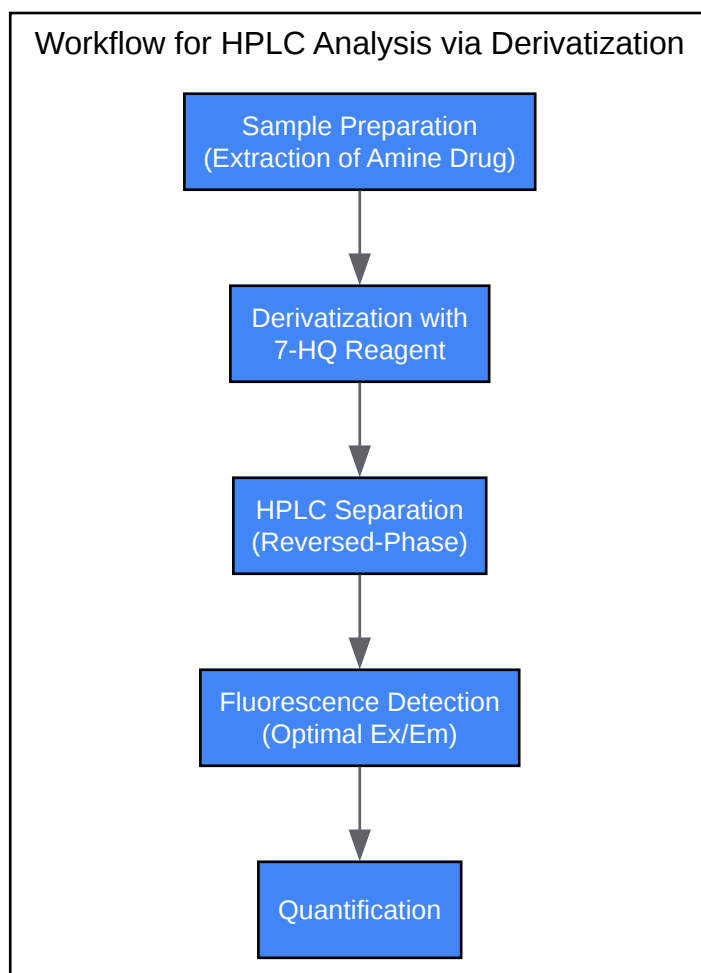 Workflow for HPLC Analysis via Derivatization
Sample Preparation
(Extraction of Amine Drug)
Derivatization with
7-HQ Reagent
HPLC Separation
(Reversed-Phase)
Fluorescence Detection
(Optimal Ex/Em)
Quantification